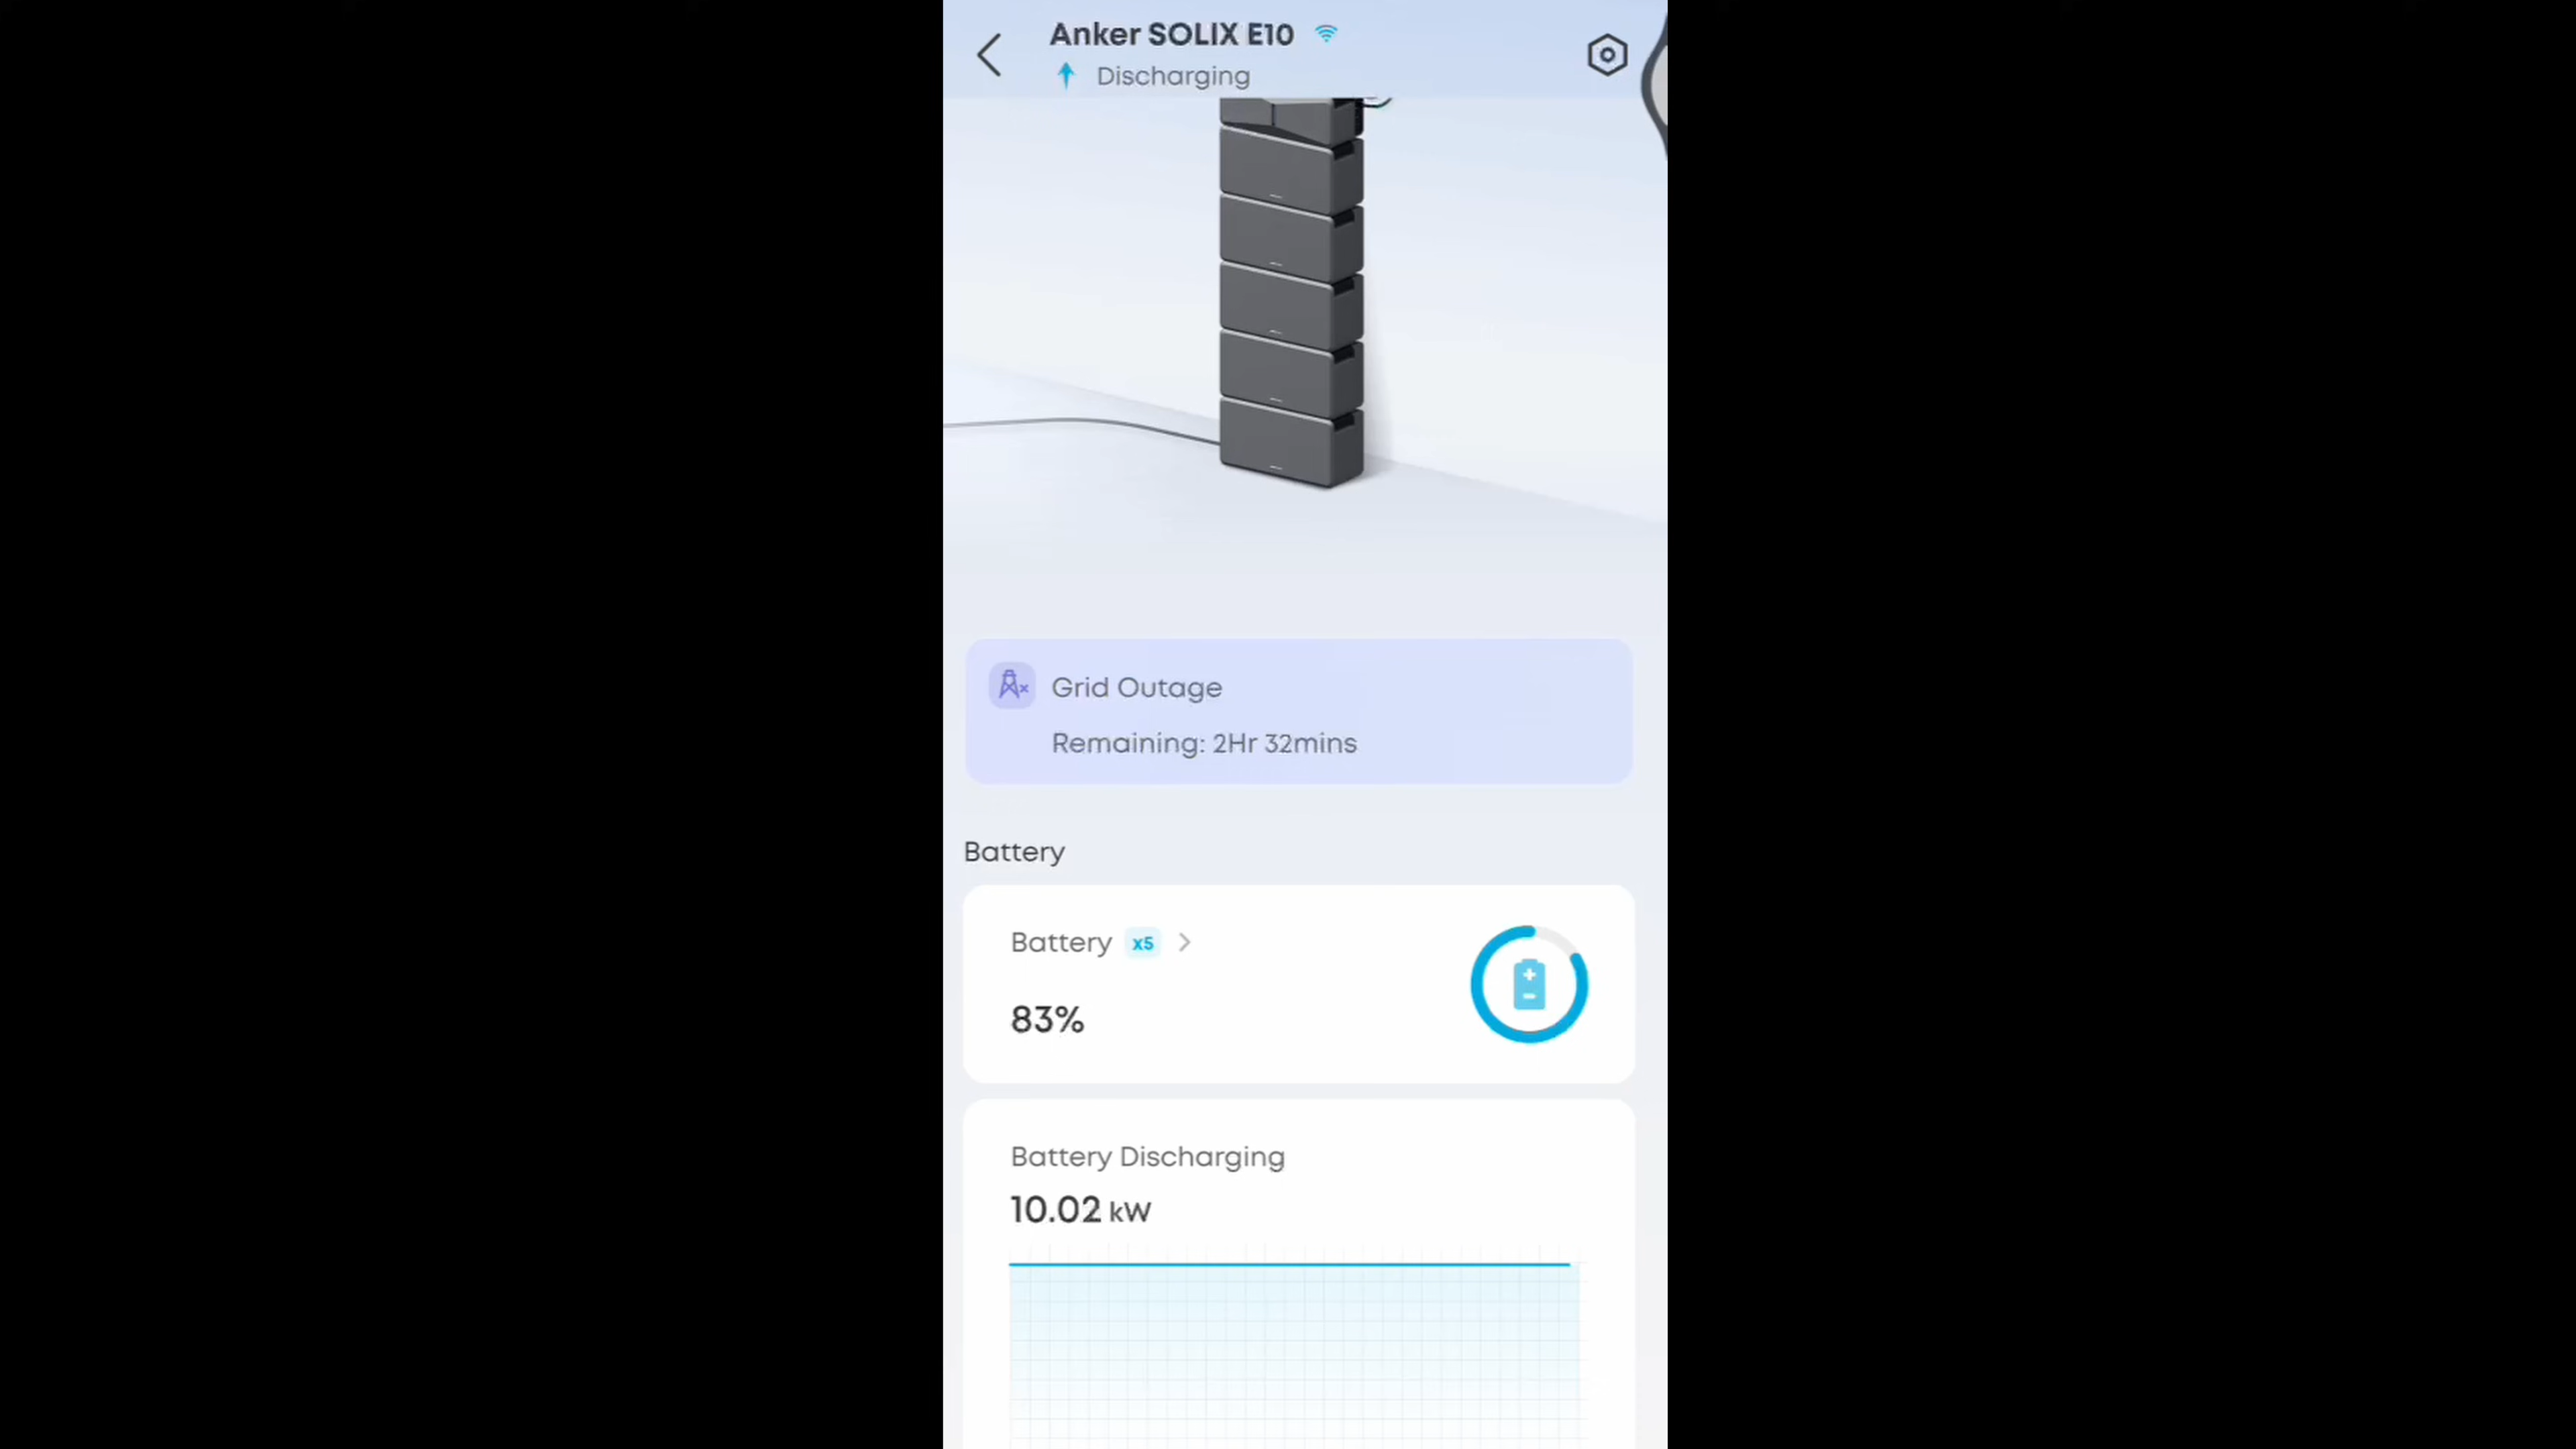 Anker SOLIX E10
Discharging
Grid Outage
Remaining: 2Hr 32mins
Battery
Battery x5
83%
Battery Discharging
10.02 kW